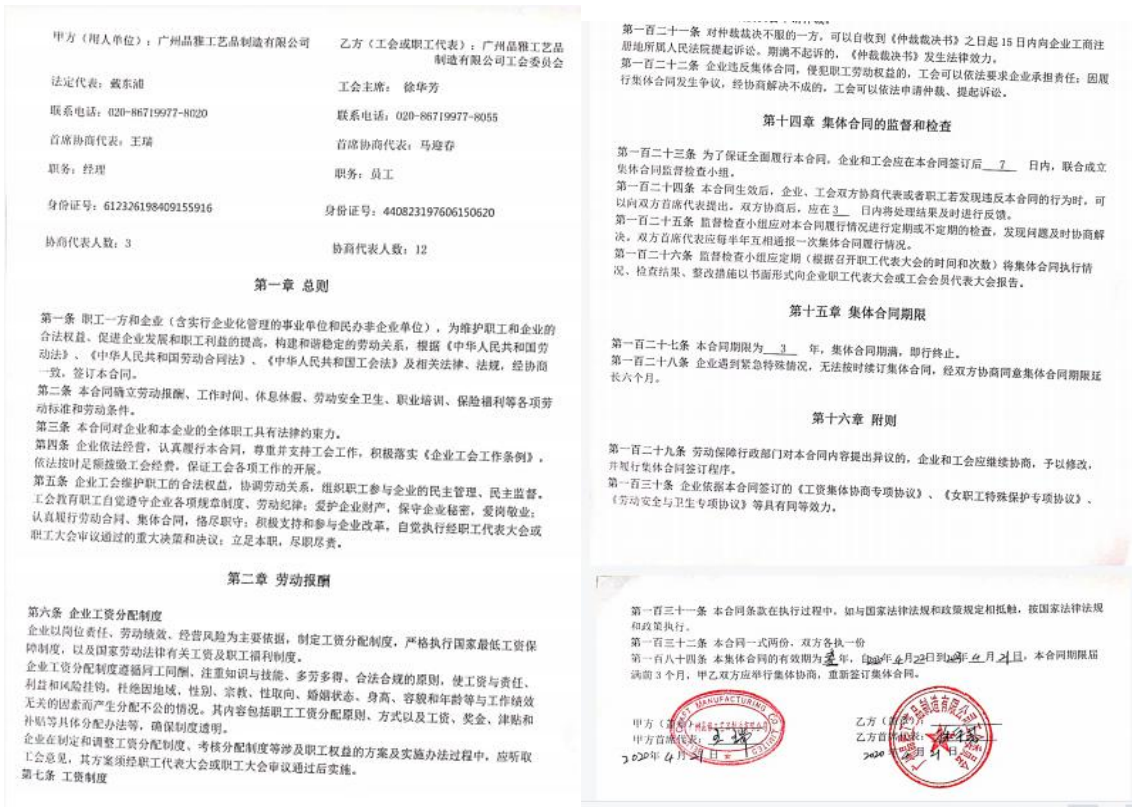 甲方（用人单位）：广州品雅工艺品制造有限公司
乙方（工会或职工代表）：广州品雅工艺品
制造有限公司工会委员会
法定代表：戴东浦
工会主席： 徐华芳
联系电话：020-86719977-8020
联系电话：020-86719977-8055
首席协商代表：王瑞
首席协商代表：马迎春
职务：经理
职务：员工
身份证号：612326198409155916
身份证号：440823197606150620
协商代表人数：3
协商代表人数：12
第一章 总则
第一条 职工一方和企业（含实行企业化管理的事业单位和民办非企业单位），为维护职工和企业的
合法权益、促进企业发展和职工利益的提高，构建和谐稳定的劳动关系，根据《中华人民共和国劳
动法》、《中华人民共和国劳动合同法》、《中华人民共和国工会法》及相关法律、法规，经协商
一致，签订本合同。
第二条 本合同确立劳动报酬、工作时间、休息休假、劳动安全卫生、职业培训、保险福利等各项劳
动标准和劳动条件。
第三条 本合同对企业和本企业的全体职工具有法律约束力。
第四条 企业依法经营，认真履行本合同，尊重并支持工会工作，积极落实《企业工会工作条例》，
依法按时足额拨缴工会经费，保证工会各项工作的开展。
第五条 企业工会维护职工的合法权益，协调劳动关系，组织职工参与企业的民主管理、民主监督。
工会教育职工自觉遵守企业各项规章制度、劳动纪律；爱护企业财产，保守企业秘密，爱岗敬业；
认真履行劳动合同、集体合同，恪尽职守；积极支持和参与企业改革，自觉执行经职工代表大会或
职工大会审议通过的重大决策和决议；立足本职，尽职尽责。
第二章 劳动报酬
第六条 企业工资分配制度
企业以岗位责任、劳动绩效、经营风险为主要依据，制定工资分配制度，严格执行国家最低工资保
障制度，以及国家劳动法律有关工资及职工福利制度。
企业工资分配制度遵循同工同酬、注重知识与技能、多劳多得、合法合规的原则，使工资与责任、
利益和风险挂钩，杜绝因地域，性别、宗教、性取向、婚姻状态、身高、容貌和年龄等与工作绩效
无关的因素而产生分配不公的情况。其内容包括职工工资分配原则、方式以及工资、奖金、津贴和
补贴等具体分配办法等，确保制度透明。
企业在制定和调整工资分配制度、考核分配制度等涉及职工权益的方案及实施办法过程中，应听取
工会意见，其方案须经职工代表大会或职工大会审议通过后实施。
第七条 工资制度
第一百二十一条 对仲裁裁决不服的一方，可以自收到《仲裁裁决书》之日起 15 日内向企业工商注
册地所属人民法院提起诉讼。期满不起诉的，《仲裁裁决书》发生法律效力。
第一百二十二条 企业违反集体合同，侵犯职工劳动权益的，工会可以依法要求企业承担责任；因履
行集体合同发生争议，经协商解决不成的，工会可以依法申请仲裁、提起诉讼。
第十四章 集体合同的监督和检查
第一百二十三条 为了保证全面履行本合同，企业和工会应在本合同签订后 7 日内，联合成立
集体合同监督检查小组。
第一百二十四条 本合同生效后，企业、工会双方协商代表或者职工若发现违反本合同的行为时，可
以向双方首席代表提出。双方协商后，应在 3 日内将处理结果及时进行反馈。
第一百二十五条 监督检查小组应对本合同履行情况进行定期或不定期的检查，发现问题及时协商解
决。双方首席代表应每半年互相通报一次集体合同履行情况。
第一百二十六条 监督检查小组应定期（根据召开职工代表大会的时间和次数）将集体合同执行情
况、检查结果、整改措施以书面形式向企业职工代表大会或工会会员代表大会报告。
第十五章 集体合同期限
第一百二十七条 本合同期限为 3 年，集体合同期满，即行终止。
第一百二十八条 企业遇到紧急特殊情况，无法按时续订集体合同，经双方协商同意集体合同期限延
长六个月。
第十六章 附则
第一百二十九条 劳动保障行政部门对本合同内容提出异议的，企业和工会应继续协商，予以修改，
并履行集体合同签订程序。
第一百三十条 企业依据本合同签订的《工资集体协商专项协议》、《女职工特殊保护专项协议》、
《劳动安全与卫生专项协议》等具有同等效力。
第一百三十一条 本合同条款在执行过程中，如与国家法律法规和政策规定相抵触，按国家法律法规
和政策执行。
第一百三十二条 本合同一式两份，双方各执一份
第一百八十四条 本集体合同的有效期为 年，自 年4月22日到 年4月21日，本合同期限届
满前 3 个月，甲乙双方应举行集体协商，重新签订集体合同。
甲方
乙方
甲方首席代表：王瑞
乙方首席代表：
2020年4月21日
2020年4月21日
MANUFACTURING CO
LIMITED